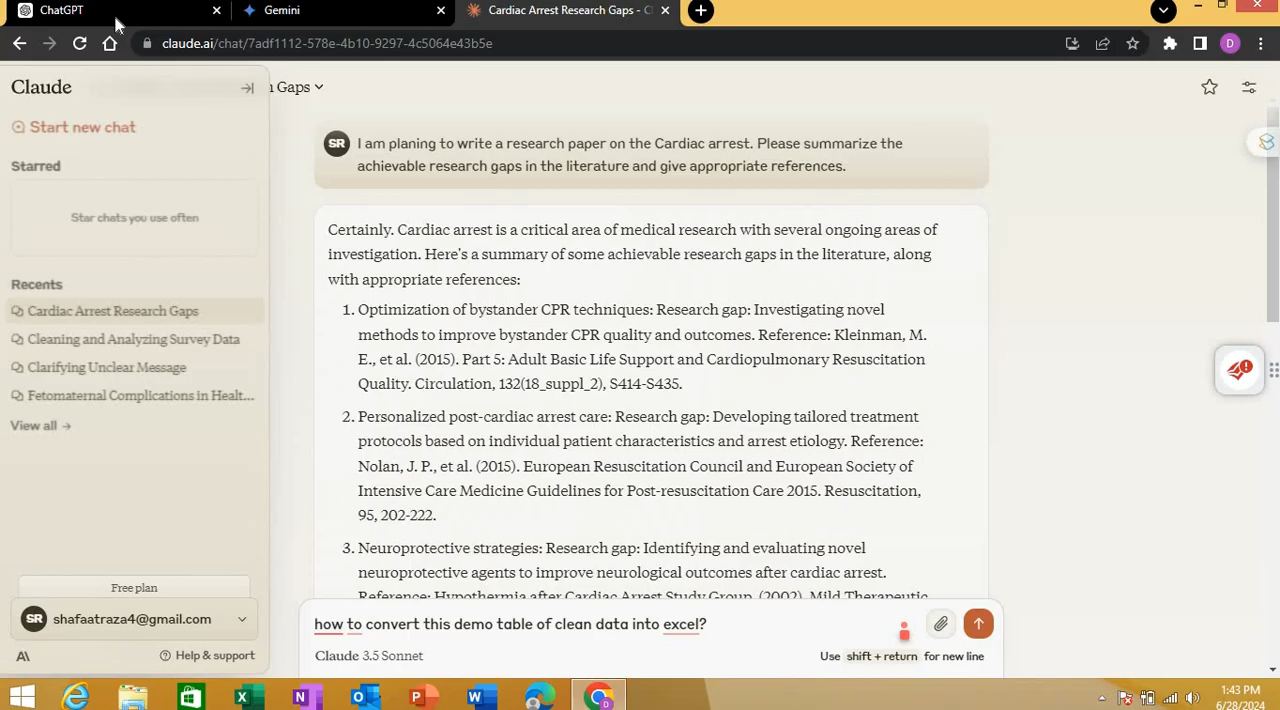 ChatGPT
Gemini
Cardiac Arrest Research Gaps - C
claude.ai/chat/7adf1112-578e-4b10-9297-4c5064e43b5e
D
Claude
h Gaps
Start new chat
Starred
Star chats you use often
Recents
Cardiac Arrest Research Gaps
Cleaning and Analyzing Survey Data
Clarifying Unclear Message
Fetomaternal Complications in Healt...
View all →
Free plan
SR shafaatraza4@gmail.com
A\ Help & support
SR I am planing to write a research paper on the Cardiac arrest. Please summarize the
achievable research gaps in the literature and give appropriate references.
Certainly. Cardiac arrest is a critical area of medical research with several ongoing areas of
investigation. Here's a summary of some achievable research gaps in the literature, along
with appropriate references:
1. Optimization of bystander CPR techniques: Research gap: Investigating novel
methods to improve bystander CPR quality and outcomes. Reference: Kleinman, M.
E., et al. (2015). Part 5: Adult Basic Life Support and Cardiopulmonary Resuscitation
Quality. Circulation, 132(18_suppl_2), S414-S435.
2. Personalized post-cardiac arrest care: Research gap: Developing tailored treatment
protocols based on individual patient characteristics and arrest etiology. Reference:
Nolan, J. P., et al. (2015). European Resuscitation Council and European Society of
Intensive Care Medicine Guidelines for Post-resuscitation Care 2015. Resuscitation,
95, 202-222.
3. Neuroprotective strategies: Research gap: Identifying and evaluating novel
neuroprotective agents to improve neurological outcomes after cardiac arrest.
Reference: Hypothermia after Cardiac Arrest Study Group. (2002). Mild Therapeutic
how to convert this demo table of clean data into excel?
Claude 3.5 Sonnet
Use shift + return for new line
1:43 PM
6/28/2024